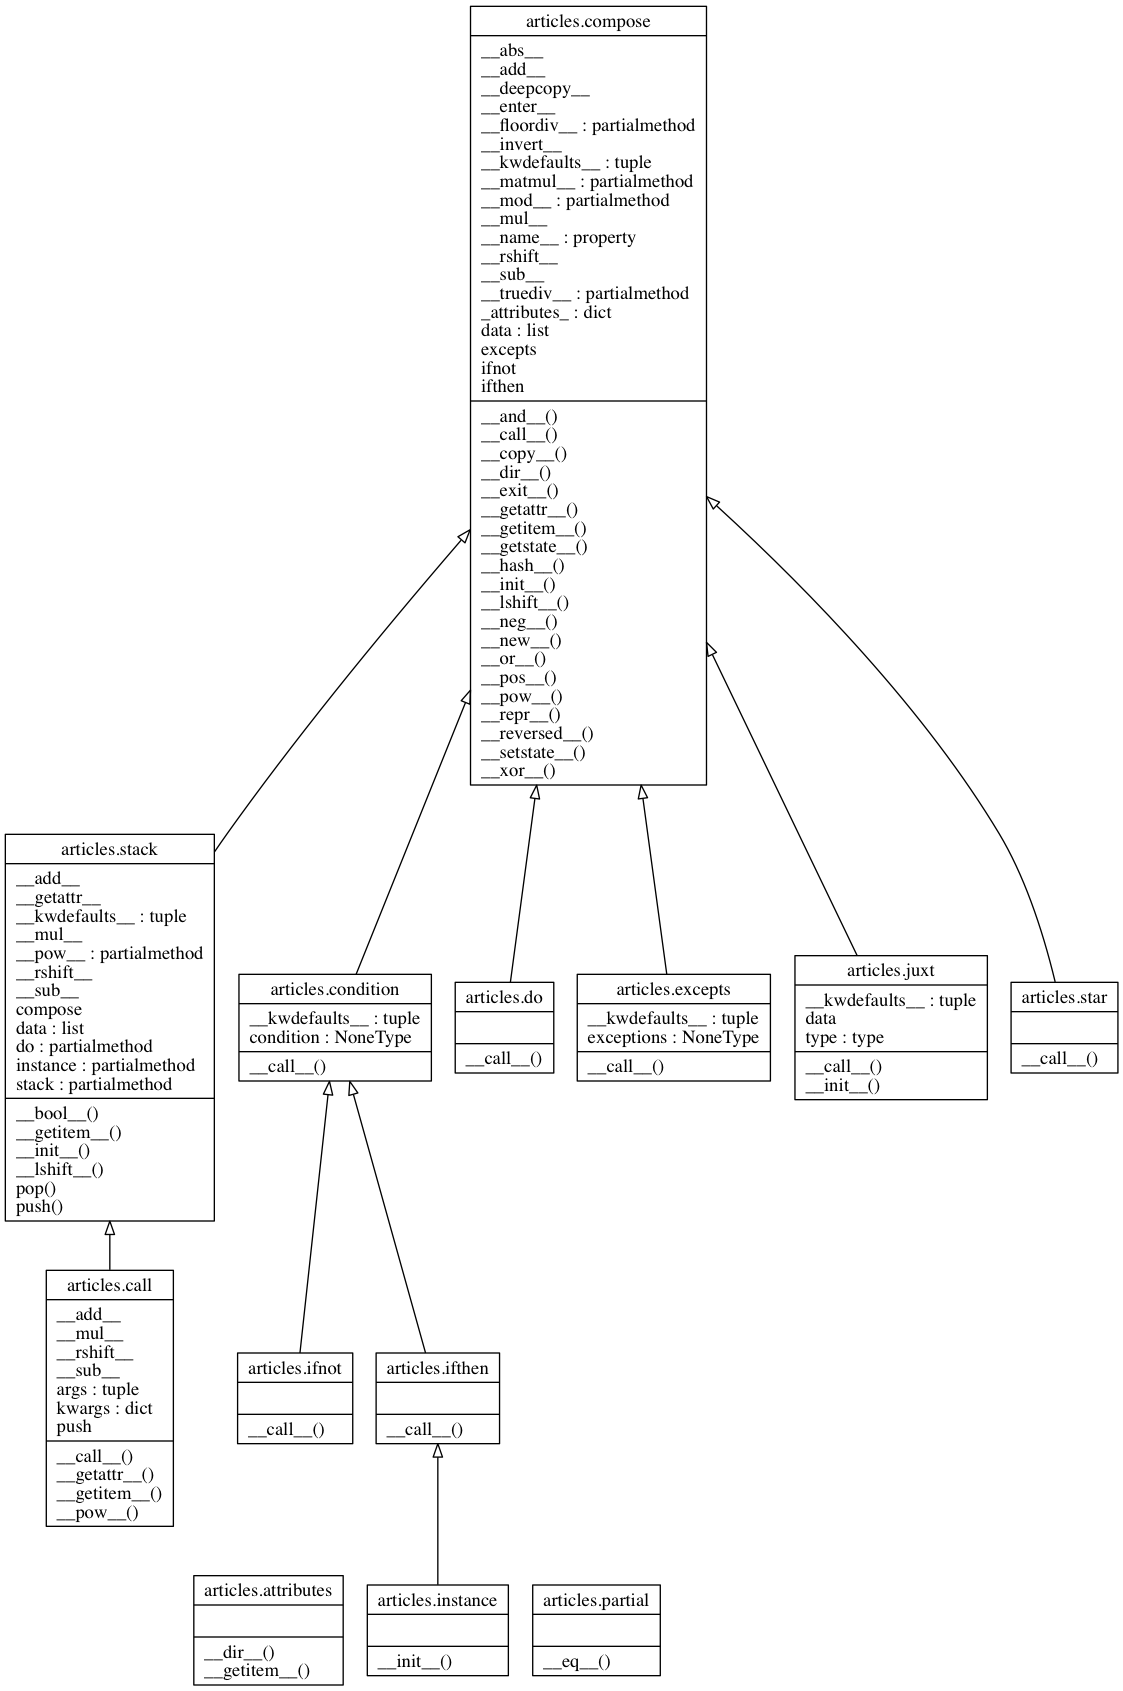 articles.compose
__abs__
__add__
__deepcopy__
__enter__
__floordiv__ : partialmethod
__invert__
__kwdefaults__ : tuple
__matmul__ : partialmethod
__mod__ : partialmethod
__mul__
__name__ : property
__rshift__
__sub__
__truediv__ : partialmethod
_attributes_ : dict
data : list
excepts
ifnot
ifthen
__and__()
__call__()
__copy__()
__dir__()
__exit__()
__getattr__()
__getitem__()
__getstate__()
__hash__()
__init__()
__lshift__()
__neg__()
__new__()
__or__()
__pos__()
__pow__()
__repr__()
__reversed__()
__setstate__()
__xor__()
articles.stack
__add__
__getattr__
__kwdefaults__ : tuple
__mul__
__pow__ : partialmethod
__rshift__
__sub__
compose
data : list
do : partialmethod
instance : partialmethod
stack : partialmethod
__bool__()
__getitem__()
__init__()
__lshift__()
pop()
push()
articles.condition
__kwdefaults__ : tuple
condition : NoneType
__call__()
articles.do
__call__()
articles.excepts
__kwdefaults__ : tuple
exceptions : NoneType
__call__()
articles.juxt
__kwdefaults__ : tuple
data
type : type
__call__()
__init__()
articles.star
__call__()
articles.call
__add__
__mul__
__rshift__
__sub__
args : tuple
kwargs : dict
push
__call__()
__getattr__()
__getitem__()
__pow__()
articles.ifnot
__call__()
articles.ifthen
__call__()
articles.attributes
__dir__()
__getitem__()
articles.instance
__init__()
articles.partial
__eq__()